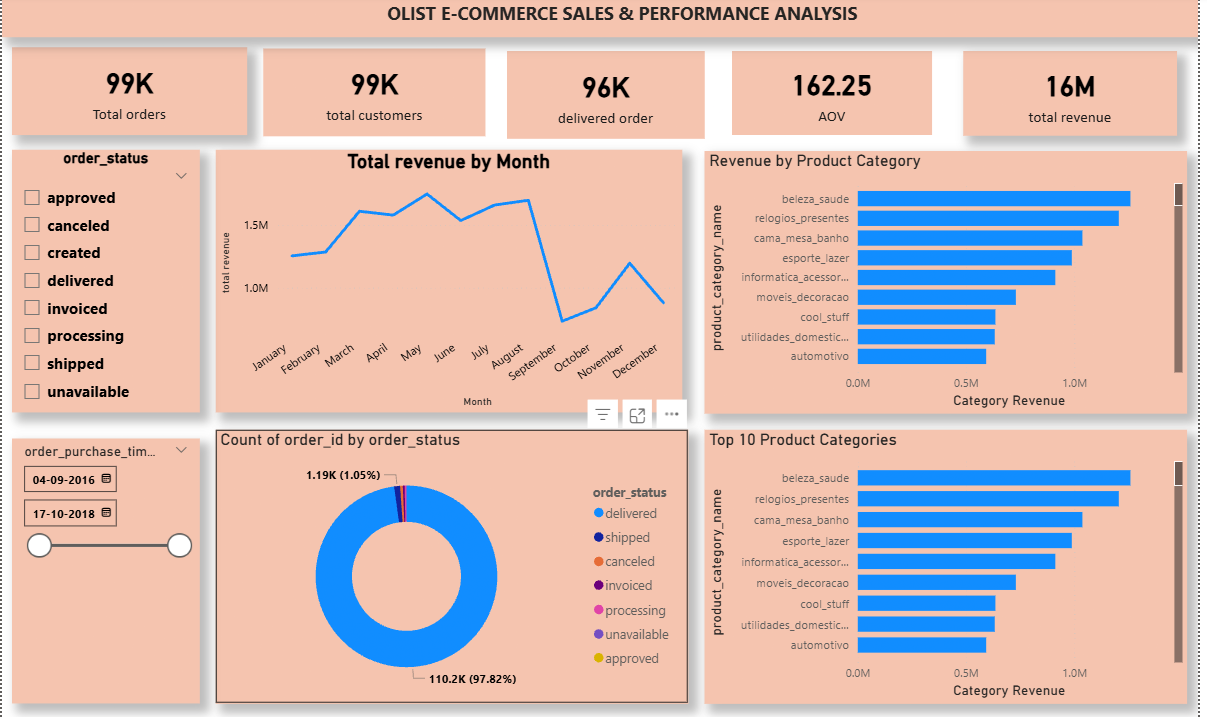 OLIST E-COMMERCE SALES & PERFORMANCE ANALYSIS
99K
Total orders
99K
total customers
96K
delivered order
162.25
AOV
16M
total revenue
order_status
approved
canceled
created
delivered
invoiced
processing
shipped
unavailable
Total revenue by Month
total revenue
1.5M
1.0M
January
February
March
April
May
June
July
August
September
October
November
December
Month
Revenue by Product Category
product_category_name
beleza_saude
relogios_presentes
cama_mesa_banho
esporte_lazer
informatica_acessor...
moveis_decoracao
cool_stuff
utilidades_domestic...
automotivo
0.0M 0.5M 1.0M
Category Revenue
order_purchase_tim...
04-09-2016
17-10-2018
Count of order_id by order_status
1.19K (1.05%)
110.2K (97.82%)
order_status
delivered
shipped
canceled
invoiced
processing
unavailable
approved
Top 10 Product Categories
product_category_name
beleza_saude
relogios_presentes
cama_mesa_banho
esporte_lazer
informatica_acessor...
moveis_decoracao
cool_stuff
utilidades_domestic...
automotivo
0.0M 0.5M 1.0M
Category Revenue